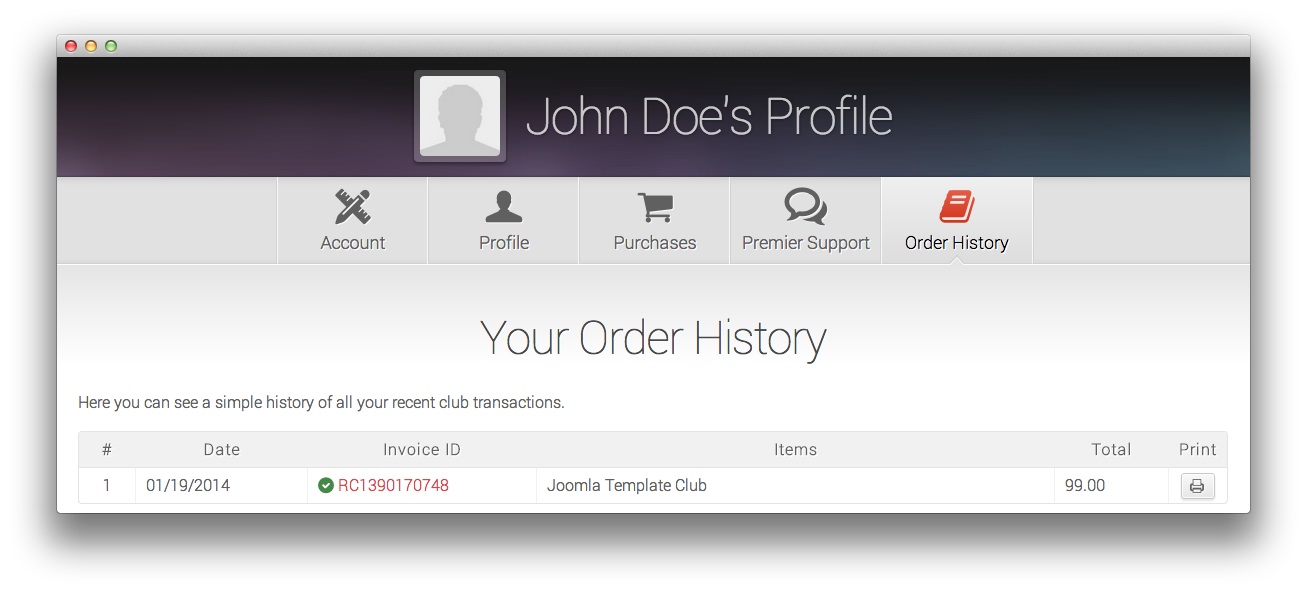 John Doe's Profile
Account Profile Purchases Premier Support Order History
Your Order History
Here you can see a simple history of all your recent club transactions.
# Date Invoice ID Items Total Print
1 01/19/2014 RC1390170748 Joomla Template Club 99.00